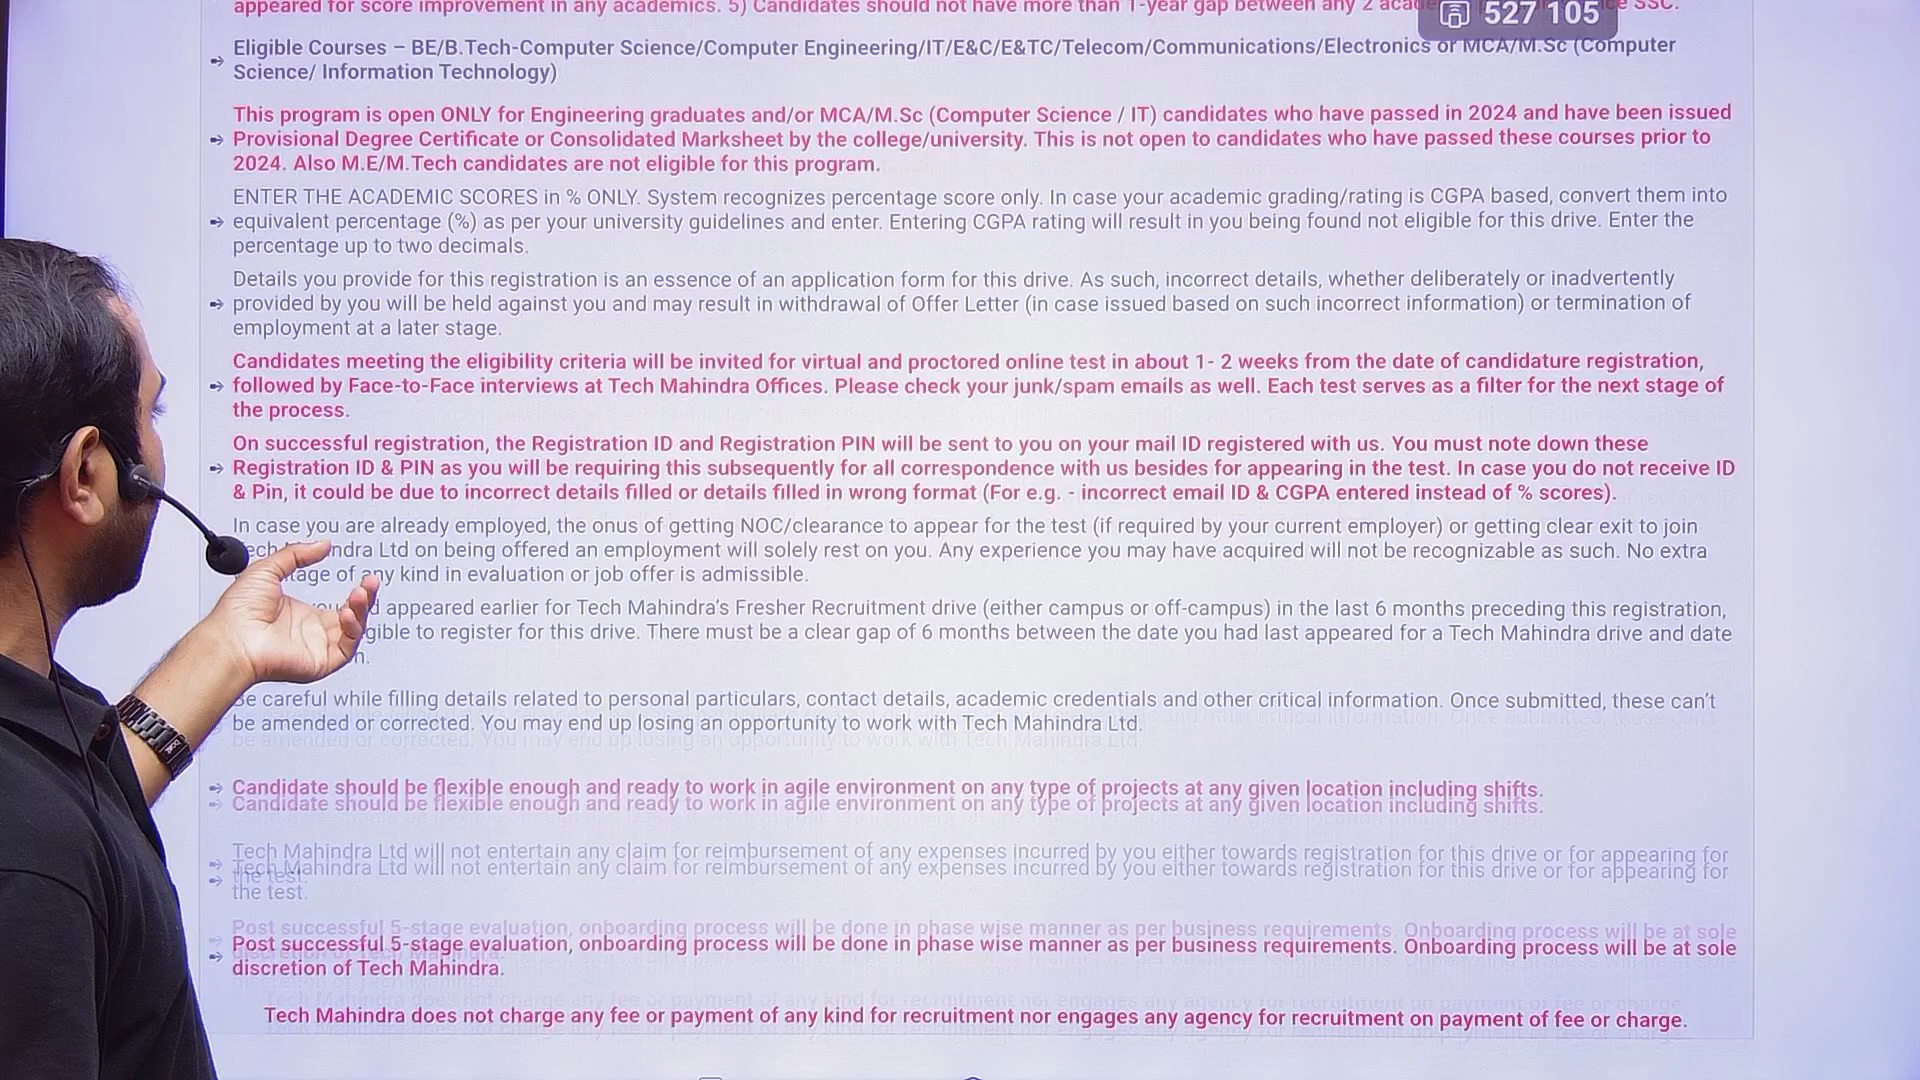 appeared for score improvement in any academics. 5) Candidates should not have more than 1-year gap between any 2 SSC.
527 105
Eligible Courses – BE/B.Tech-Computer Science/Computer Engineering/IT/E&C/E&TC/Telecom/Communications/Electronics or MCA/M.Sc (Computer
Science/ Information Technology)
This program is open ONLY for Engineering graduates and/or MCA/M.Sc (Computer Science / IT) candidates who have passed in 2024 and have been issued
Provisional Degree Certificate or Consolidated Marksheet by the college/university. This is not open to candidates who have passed these courses prior to
2024. Also M.E/M.Tech candidates are not eligible for this program.
ENTER THE ACADEMIC SCORES in % ONLY. System recognizes percentage score only. In case your academic grading/rating is CGPA based, convert them into
equivalent percentage (%) as per your university guidelines and enter. Entering CGPA rating will result in you being found not eligible for this drive. Enter the
percentage up to two decimals.
Details you provide for this registration is an essence of an application form for this drive. As such, incorrect details, whether deliberately or inadvertently
provided by you will be held against you and may result in withdrawal of Offer Letter (in case issued based on such incorrect information) or termination of
employment at a later stage.
Candidates meeting the eligibility criteria will be invited for virtual and proctored online test in about 1- 2 weeks from the date of candidature registration,
followed by Face-to-Face interviews at Tech Mahindra Offices. Please check your junk/spam emails as well. Each test serves as a filter for the next stage of
the process.
On successful registration, the Registration ID and Registration PIN will be sent to you on your mail ID registered with us. You must note down these
Registration ID & PIN as you will be requiring this subsequently for all correspondence with us besides for appearing in the test. In case you do not receive ID
& Pin, it could be due to incorrect details filled or details filled in wrong format (For e.g. - incorrect email ID & CGPA entered instead of % scores).
In case you are already employed, the onus of getting NOC/clearance to appear for the test (if required by your current employer) or getting clear exit to join
Ltd on being offered an employment will solely rest on you. Any experience you may have acquired will not be recognizable as such. No extra
of any kind in evaluation or job offer is admissible.
appeared earlier for Tech Mahindra's Fresher Recruitment drive (either campus or off-campus) in the last 6 months preceding this registration,
to register for this drive. There must be a clear gap of 6 months between the date you had last appeared for a Tech Mahindra drive and date
Be careful while filling details related to personal particulars, contact details, academic credentials and other critical information. Once submitted, these can't
be amended or corrected. You may end up losing an opportunity to work with Tech Mahindra Ltd.
Candidate should be flexible enough and ready to work in agile environment on any type of projects at any given location including shifts.
Tech Mahindra Ltd will not entertain any claim for reimbursement of any expenses incurred by you either towards registration for this drive or for appearing for
the test.
Post successful 5-stage evaluation, onboarding process will be done in phase wise manner as per business requirements. Onboarding process will be at sole
discretion of Tech Mahindra.
Tech Mahindra does not charge any fee or payment of any kind for recruitment nor engages any agency for recruitment on payment of fee or charge.